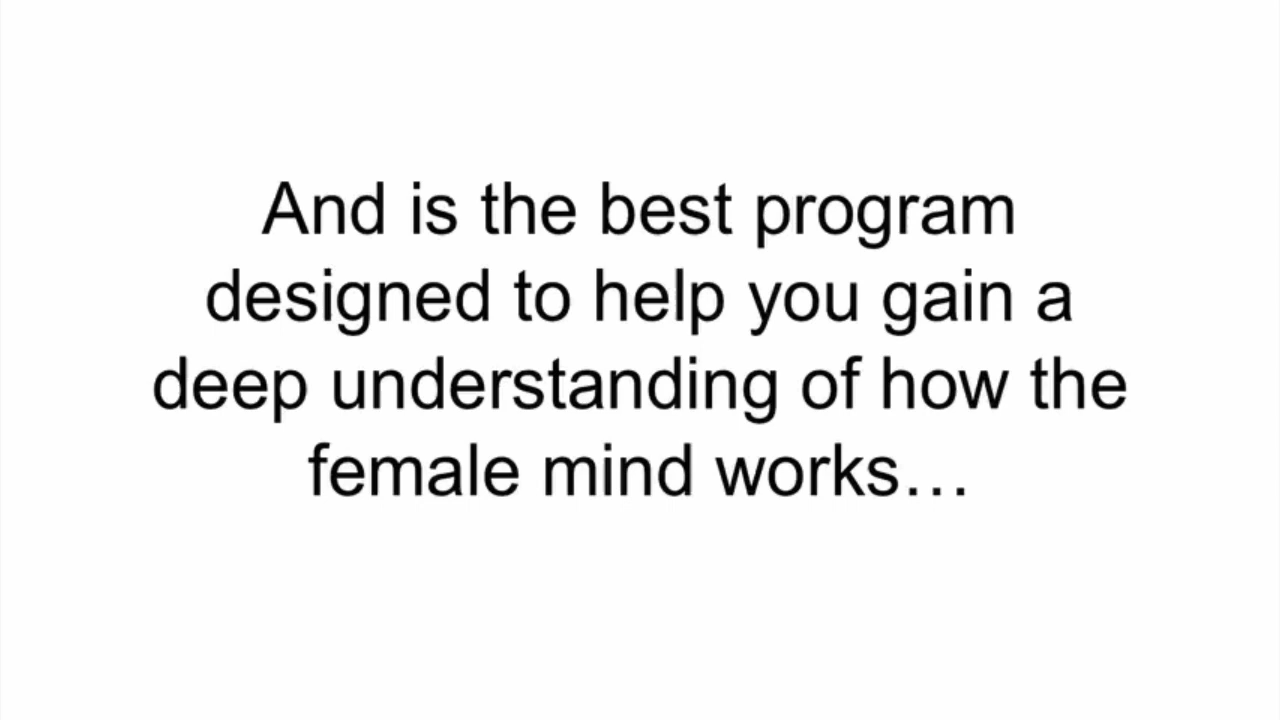 And is the best program
designed to help you gain a
deep understanding of how the
female mind works…